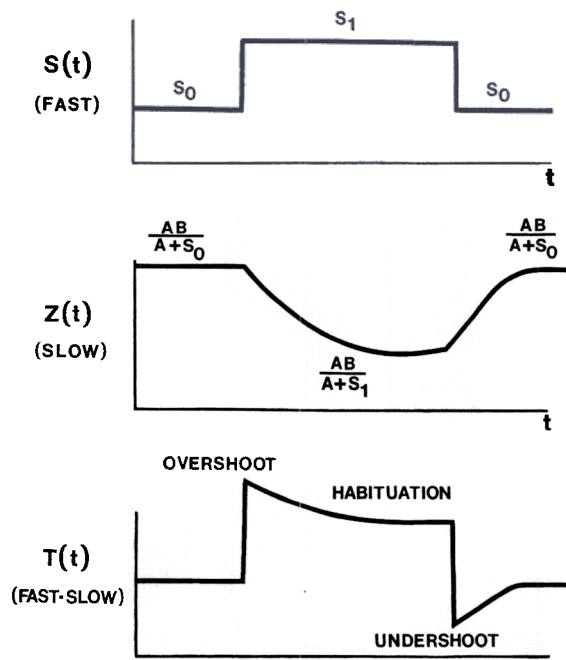 S(t)
(FAST)
S0
S1
S0
t
AB
A+S0
AB
A+S0
Z(t)
(SLOW)
AB
A+S1
t
OVERSHOOT
HABITUATION
T(t)
(FAST-SLOW)
UNDERSHOOT